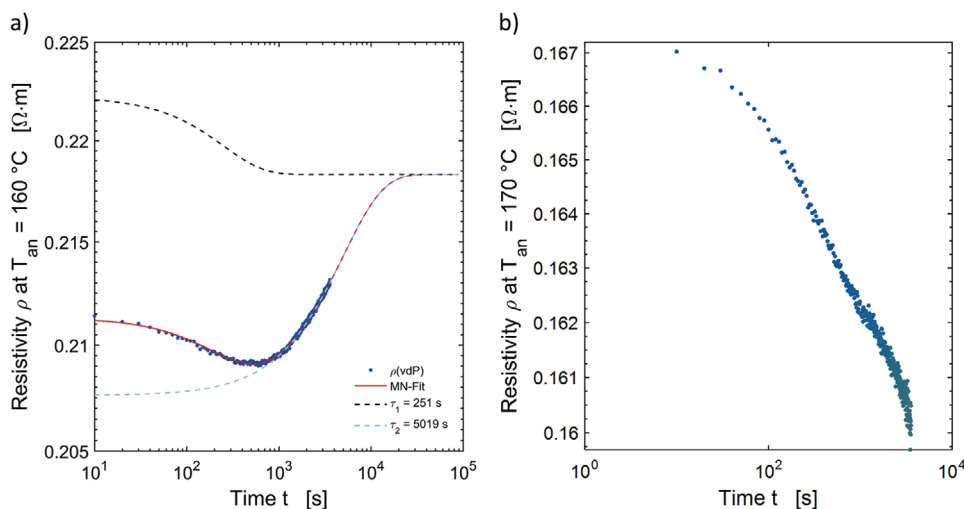 a)
0.225
0.22
0.215
0.21
0.205
Resistivity ρ at T_an = 160 °C [Ω·m]
10^1
10^2
10^3
10^4
10^5
Time t [s]
ρ(vdP)
MN-Fit
τ_1 = 251 s
τ_2 = 5019 s
b)
0.167
0.166
0.165
0.164
0.163
0.162
0.161
0.16
Resistivity ρ at T_an = 170 °C [Ω·m]
10^0
10^2
10^4
Time t [s]